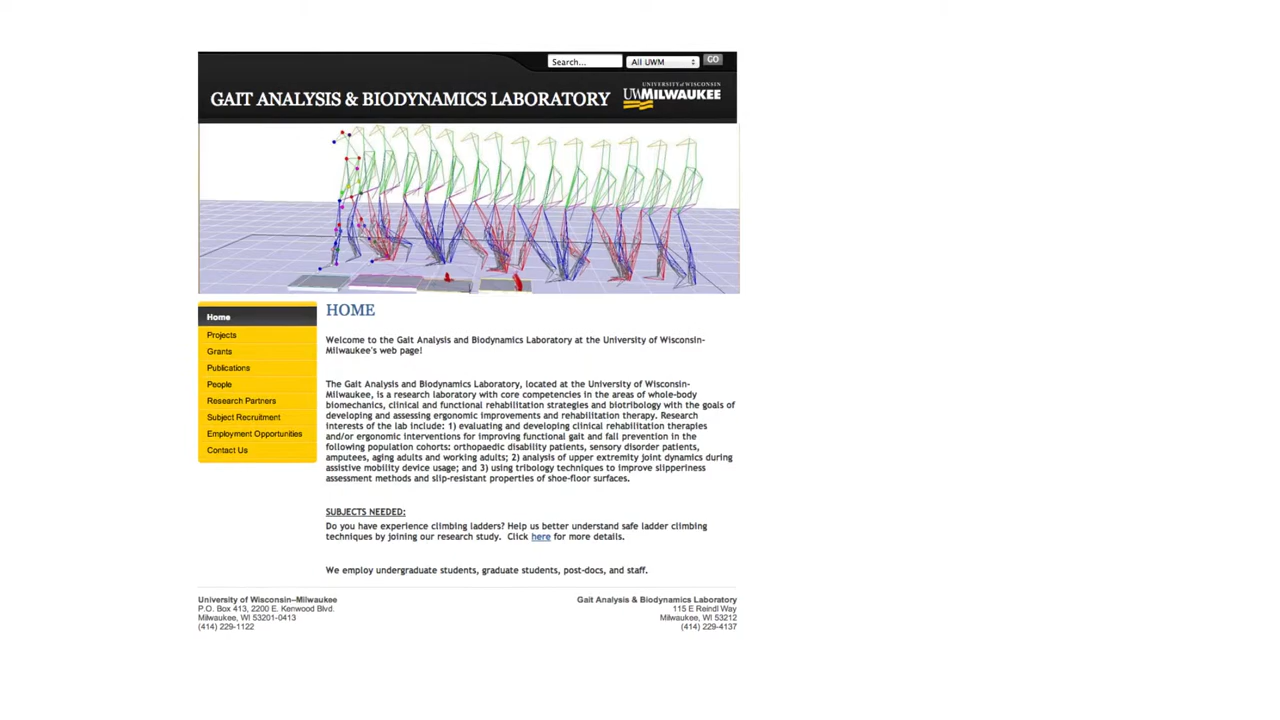 Search...
All UWM
GO
GAIT ANALYSIS & BIODYNAMICS LABORATORY
UNIVERSITY of WISCONSIN
UWMILWAUKEE
Home
Projects
Grants
Publications
People
Research Partners
Subject Recruitment
Employment Opportunities
Contact Us
HOME
Welcome to the Gait Analysis and Biodynamics Laboratory at the University of Wisconsin-
Milwaukee's web page!
The Gait Analysis and Biodynamics Laboratory, located at the University of Wisconsin-
Milwaukee, is a research laboratory with core competencies in the areas of whole-body
biomechanics, clinical and functional rehabilitation strategies and biotribology with the goals of
developing and assessing ergonomic improvements and rehabilitation therapy. Research
interests of the lab include: 1) evaluating and developing clinical rehabilitation therapies
and/or ergonomic interventions for improving functional gait and fall prevention in the
following population cohorts: orthopaedic disability patients, sensory disorder patients,
amputees, aging adults and working adults; 2) analysis of upper extremity joint dynamics during
assistive mobility device usage; and 3) using tribology techniques to improve slipperiness
assessment methods and slip-resistant properties of shoe-floor surfaces.
SUBJECTS NEEDED:
Do you have experience climbing ladders? Help us better understand safe ladder climbing
techniques by joining our research study. Click here for more details.
We employ undergraduate students, graduate students, post-docs, and staff.
University of Wisconsin–Milwaukee
P.O. Box 413, 2200 E. Kenwood Blvd.
Milwaukee, WI 53201-0413
(414) 229-1122
Gait Analysis & Biodynamics Laboratory
115 E Reindl Way
Milwaukee, WI 53212
(414) 229-4137